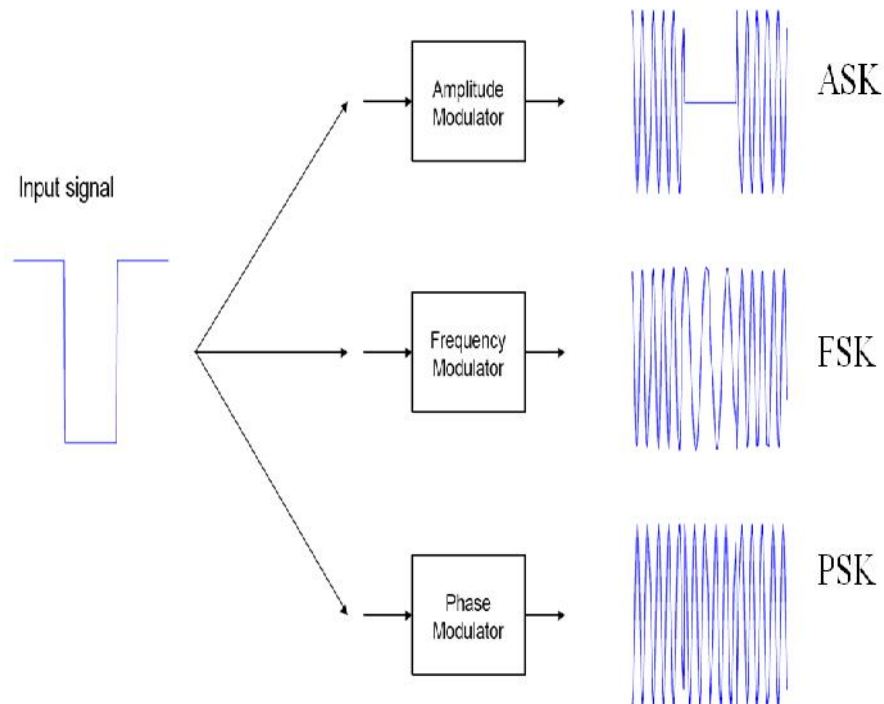 Amplitude
Modulator
ASK
Input signal
Frequency
Modulator
FSK
Phase
Modulator
PSK